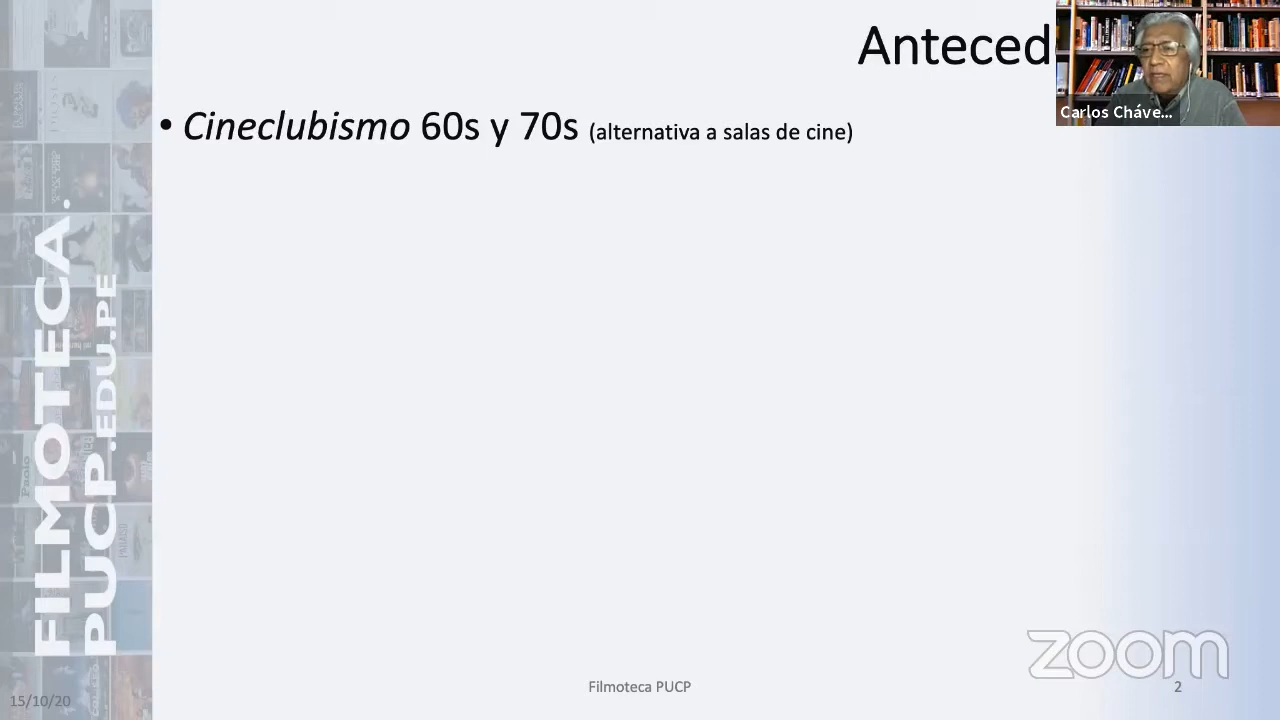 Anteced
Carlos Cháve...
• Cineclubismo 60s y 70s (alternativa a salas de cine)
FILMOTECA.
PUCP.EDU.PE
zoom
15/10/20
Filmoteca PUCP
2